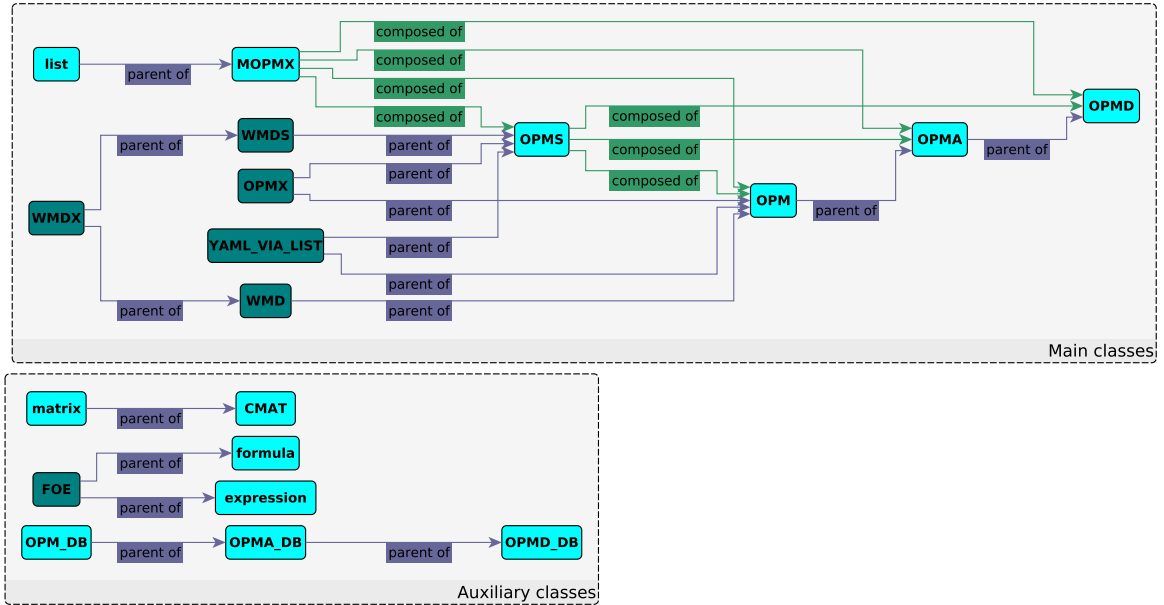 composed of
list
MOPMX
composed of
parent of
composed of
OPMD
composed of
composed of
WMDS
OPMS
OPMA
parent of
parent of
composed of
parent of
OPMX
parent of
composed of
WMDX
OPM
parent of
parent of
YAML_VIA_LIST
parent of
parent of
WMD
parent of
parent of
Main classes
matrix
CMAT
parent of
formula
parent of
FOE
expression
parent of
OPM_DB
OPMA_DB
OPMD_DB
parent of
parent of
Auxiliary classes